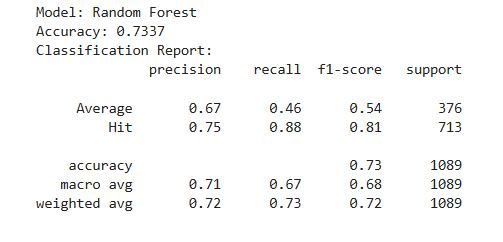 Model: Random Forest
Accuracy: 0.7337
Classification Report:
precision recall f1-score support
Average 0.67 0.46 0.54 376
Hit 0.75 0.88 0.81 713
accuracy 0.73 1089
macro avg 0.71 0.67 0.68 1089
weighted avg 0.72 0.73 0.72 1089